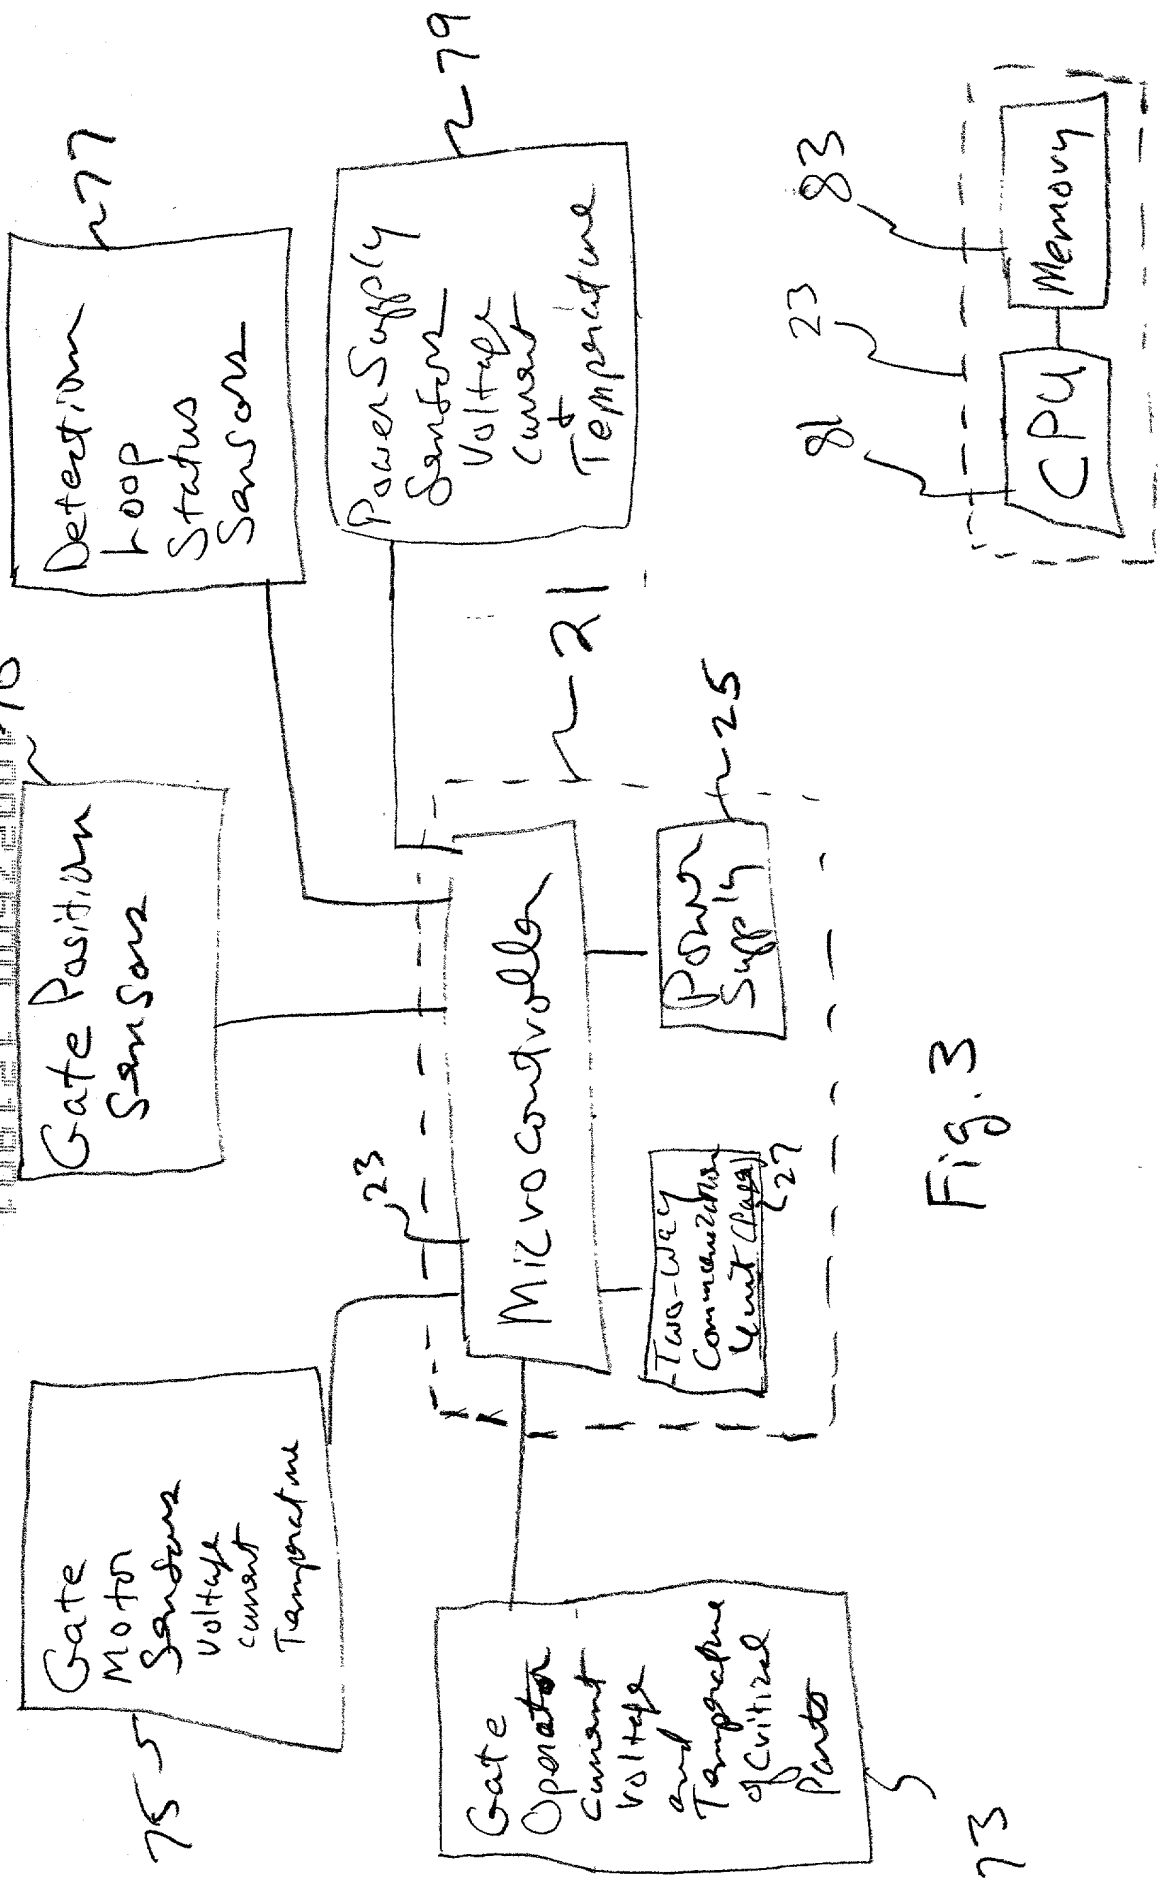 75
Gate
Motor
Sensors
Voltage
Current
Temperature
Gate Position
Sensors
Detection
Loop
Status
Sensors
77
Power Supply
Sensors
Voltage
Current
+
Temperature
79
73
Gate
Operator
Current
Voltage
and
Temperature
of Critical
Parts
23
Microcontroller
21
Two-Way
Communication
Unit (Pager)
27
Power
Supply
25
81
23
83
CPU
Memory
Fig. 3